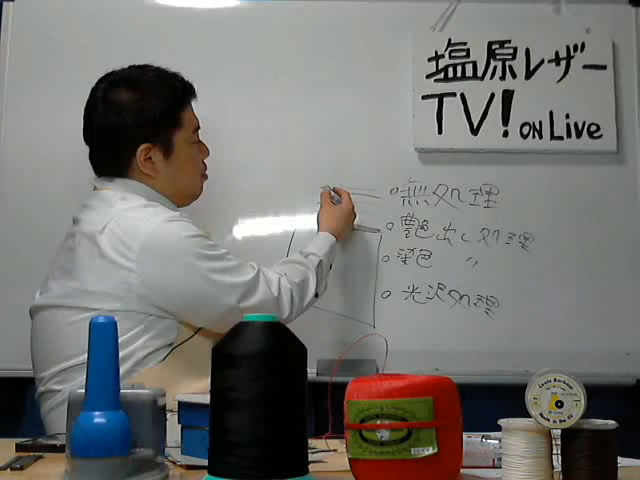 塩原レザー
TV! ON Live
○無処理
○艶出し処理
○染色 〃
○光沢処理